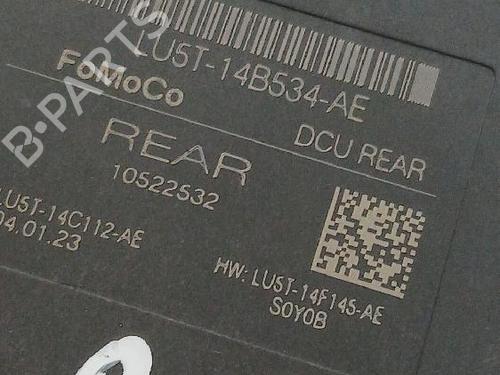 LU5T-14B534-AE
FoMoCo
DCU REAR
REAR
10522532
LU5T-14C112-AE
04.01.23
HW: LU5T-14F145-AE
S0Y0B
B-PARTS